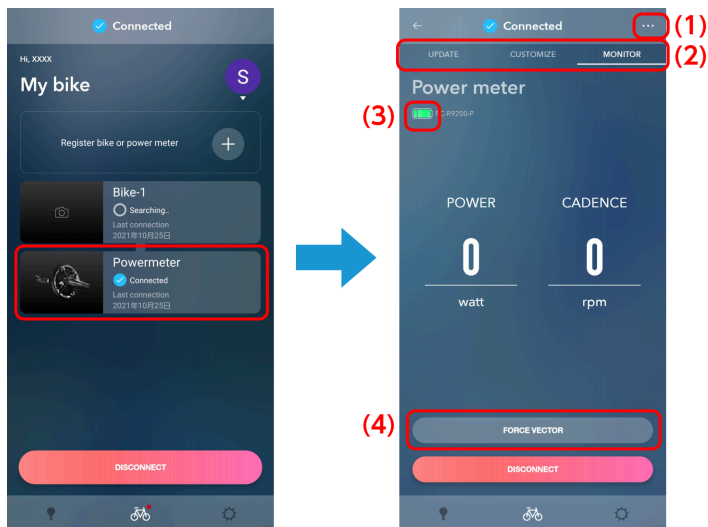 Connected
Hi, XXXX
My bike
S
Register bike or power meter
Bike-1
Searching..
Last connection
2021年10月25日
Powermeter
Connected
Last connection
2021年10月25日
DISCONNECT
Connected
(1)
UPDATE CUSTOMIZE MONITOR
(2)
Power meter
(3)
FC-R9200-P
POWER CADENCE
0 0
watt rpm
(4)
FORCE VECTOR
DISCONNECT